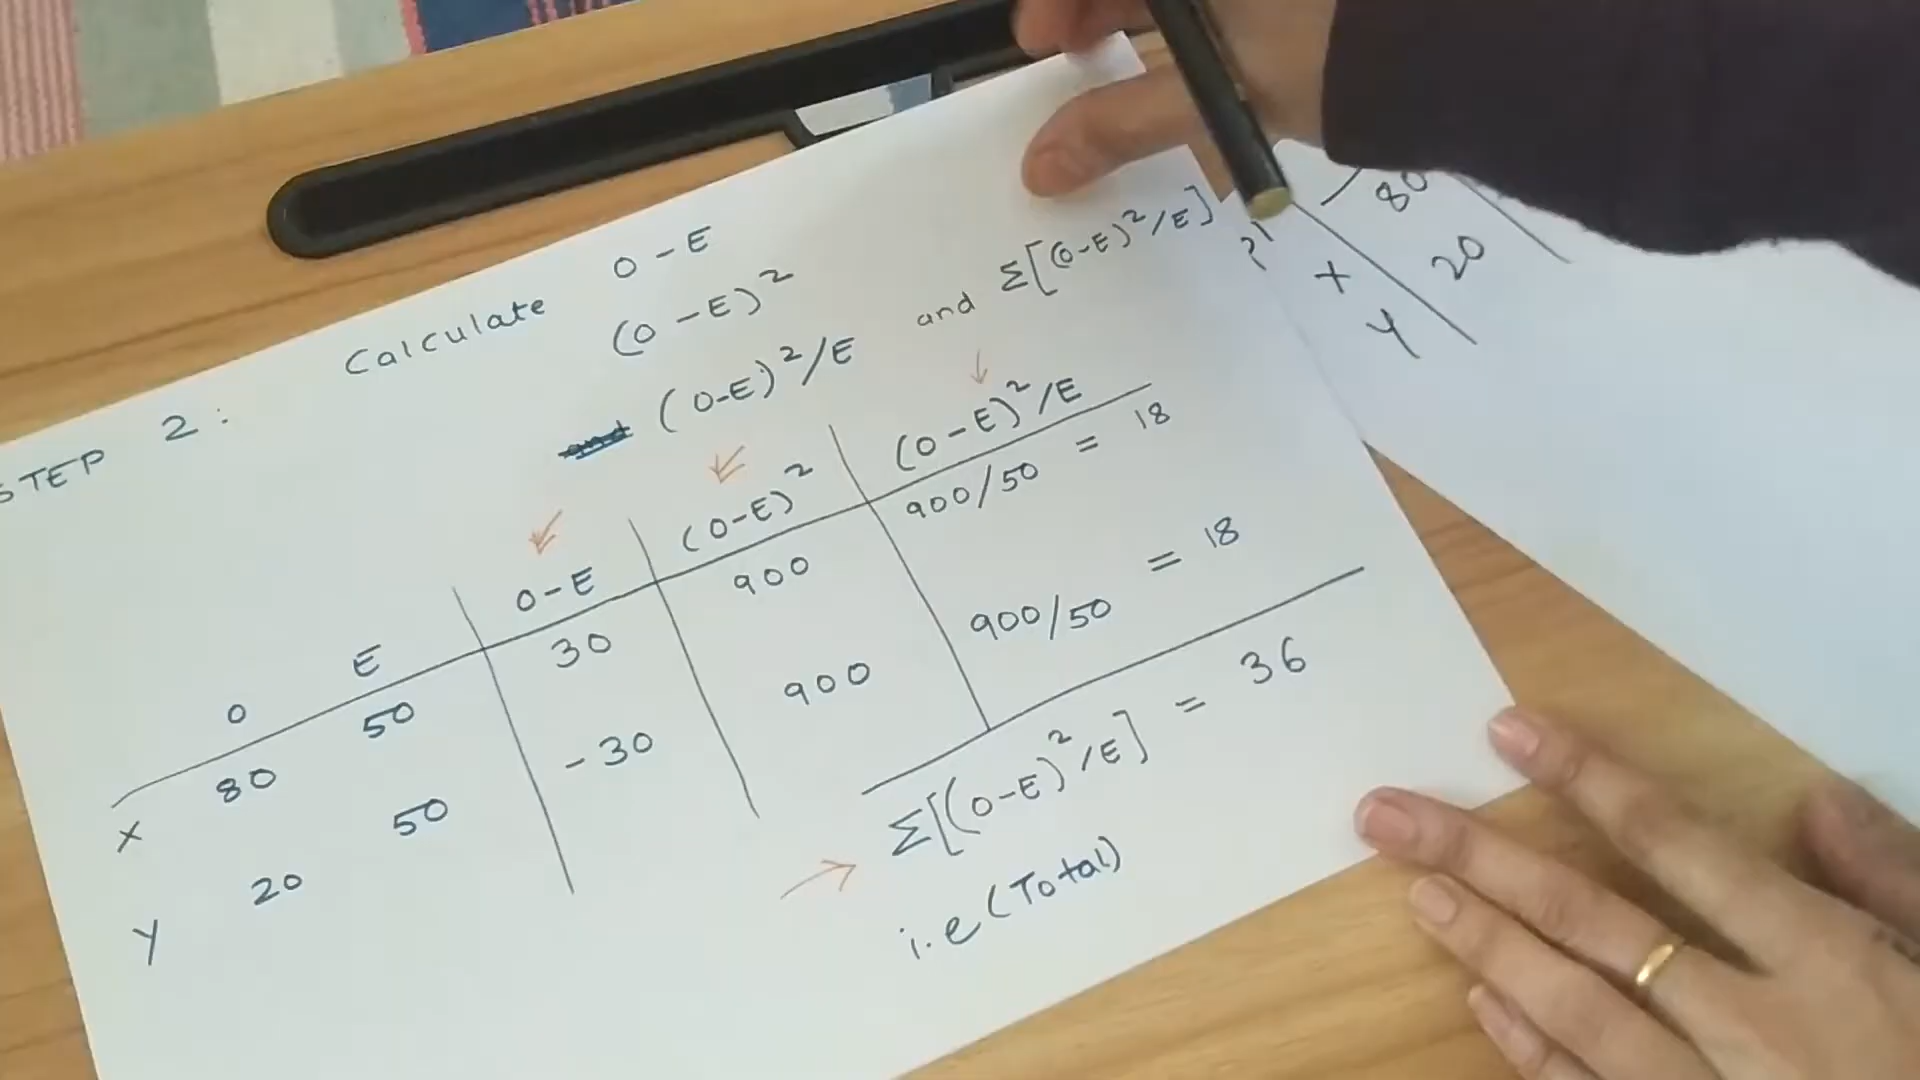 STEP 2: Calculate O-E
(O-E)²
(O-E)²/E and Σ[(O-E)²/E]
O E O-E (O-E)² (O-E)²/E
X 80 50 30 900 900/50 = 18
Y 20 50 -30 900 900/50 = 18
Σ[(O-E)²/E] = 36
i.e (Total)
80
X 20
Y